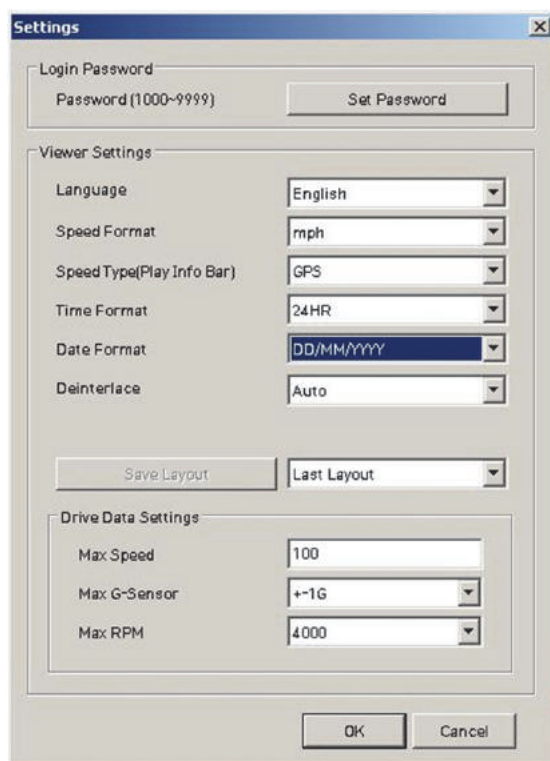 Settings
Login Password
Password (1000~9999) Set Password
Viewer Settings
Language English
Speed Format mph
Speed Type(Play Info Bar) GPS
Time Format 24HR
Date Format DD/MM/YYYY
Deinterlace Auto
Save Layout Last Layout
Drive Data Settings
Max Speed 100
Max G-Sensor +-1G
Max RPM 4000
OK Cancel